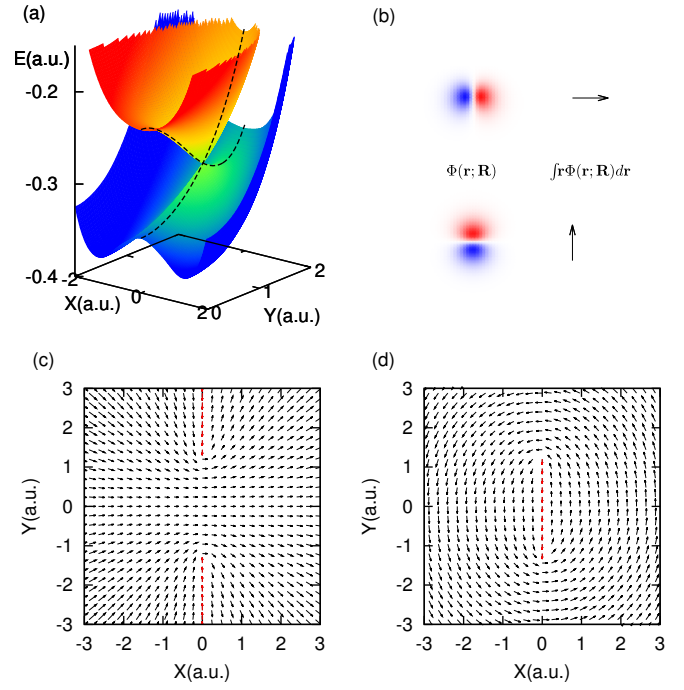 (a)
E(a.u.)
-0.2
-0.3
-0.4
-2
X(a.u.)
0
2
0
Y(a.u.)
1
2
(b)
Φ(r;R)
∫rΦ(r;R)dr
(c)
3
2
1
0
-1
-2
-3
Y(a.u.)
-3 -2 -1 0 1 2 3
X(a.u.)
(d)
3
2
1
0
-1
-2
-3
Y(a.u.)
-3 -2 -1 0 1 2 3
X(a.u.)